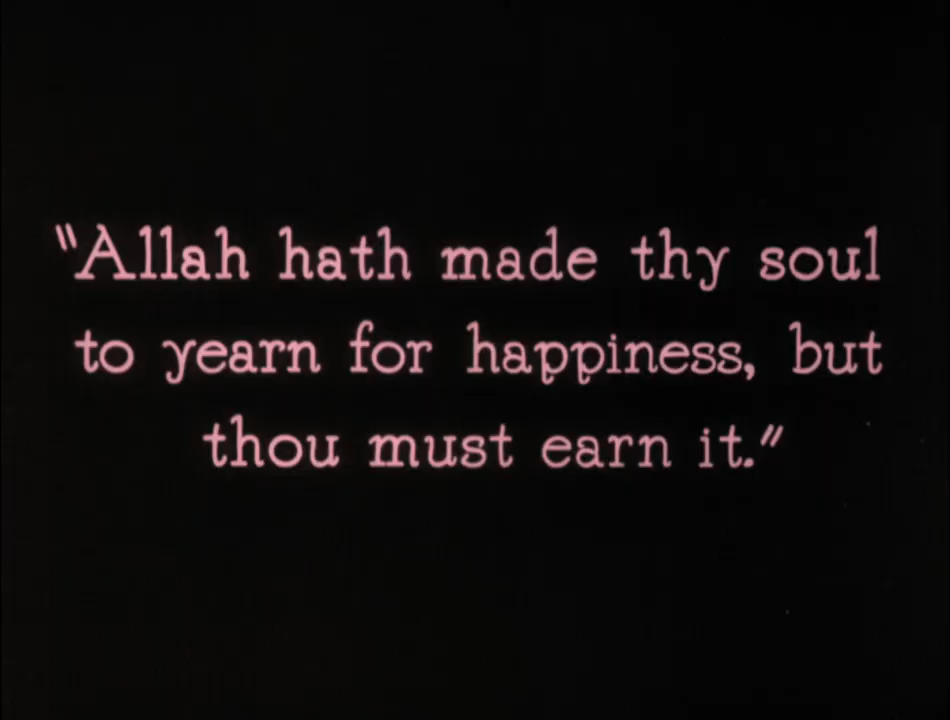 "Allah hath made thy soul
to yearn for happiness, but
thou must earn it."